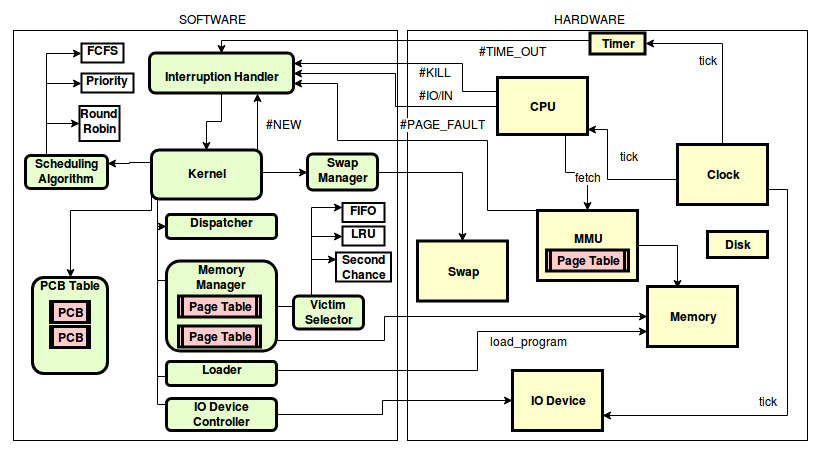 SOFTWARE
HARDWARE
FCFS
Priority
Round
Robin
Scheduling
Algorithm
Interruption Handler
#NEW
Kernel
Swap
Manager
Dispatcher
PCB Table
PCB
PCB
Memory
Manager
Page Table
Page Table
FIFO
LRU
Second
Chance
Victim
Selector
Loader
IO Device
Controller
#TIME_OUT
#KILL
#IO/IN
#PAGE_FAULT
Timer
tick
CPU
tick
Clock
fetch
MMU
Page Table
Disk
Swap
Memory
load_program
IO Device
tick